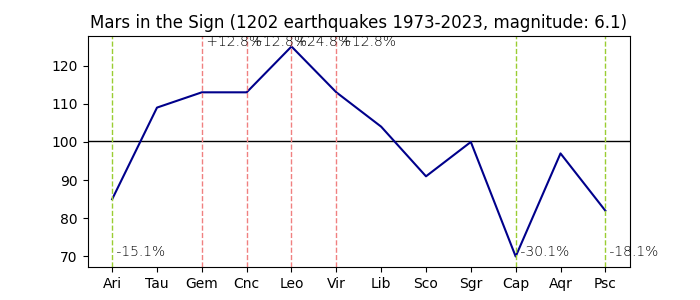 Mars in the Sign (1202 earthquakes 1973-2023, magnitude: 6.1)
+12.8% +12.8% +24.8% +12.8%
120
110
100
90
80
70
-15.1% -30.1% -18.1%
Ari Tau Gem Cnc Leo Vir Lib Sco Sgr Cap Aqr Psc